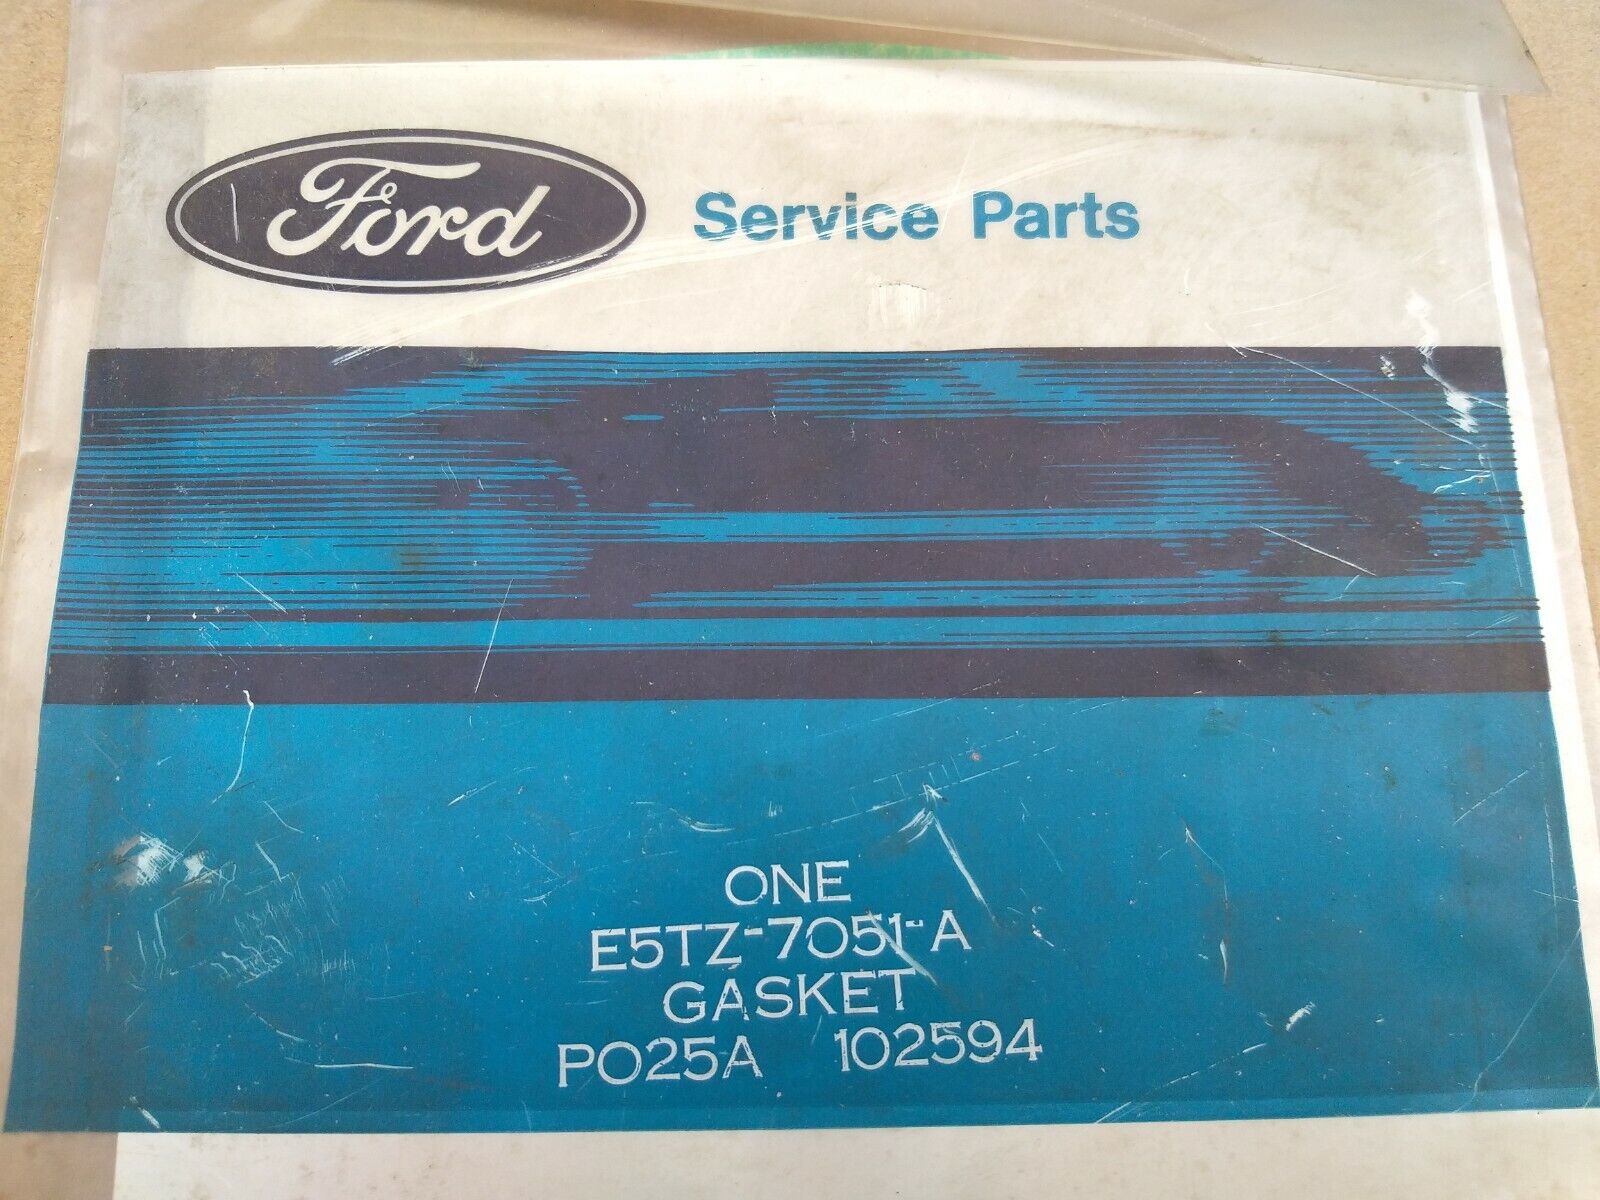 Ford Service Parts
ONE
E5TZ-7051-A
GASKET
PO25A 102594